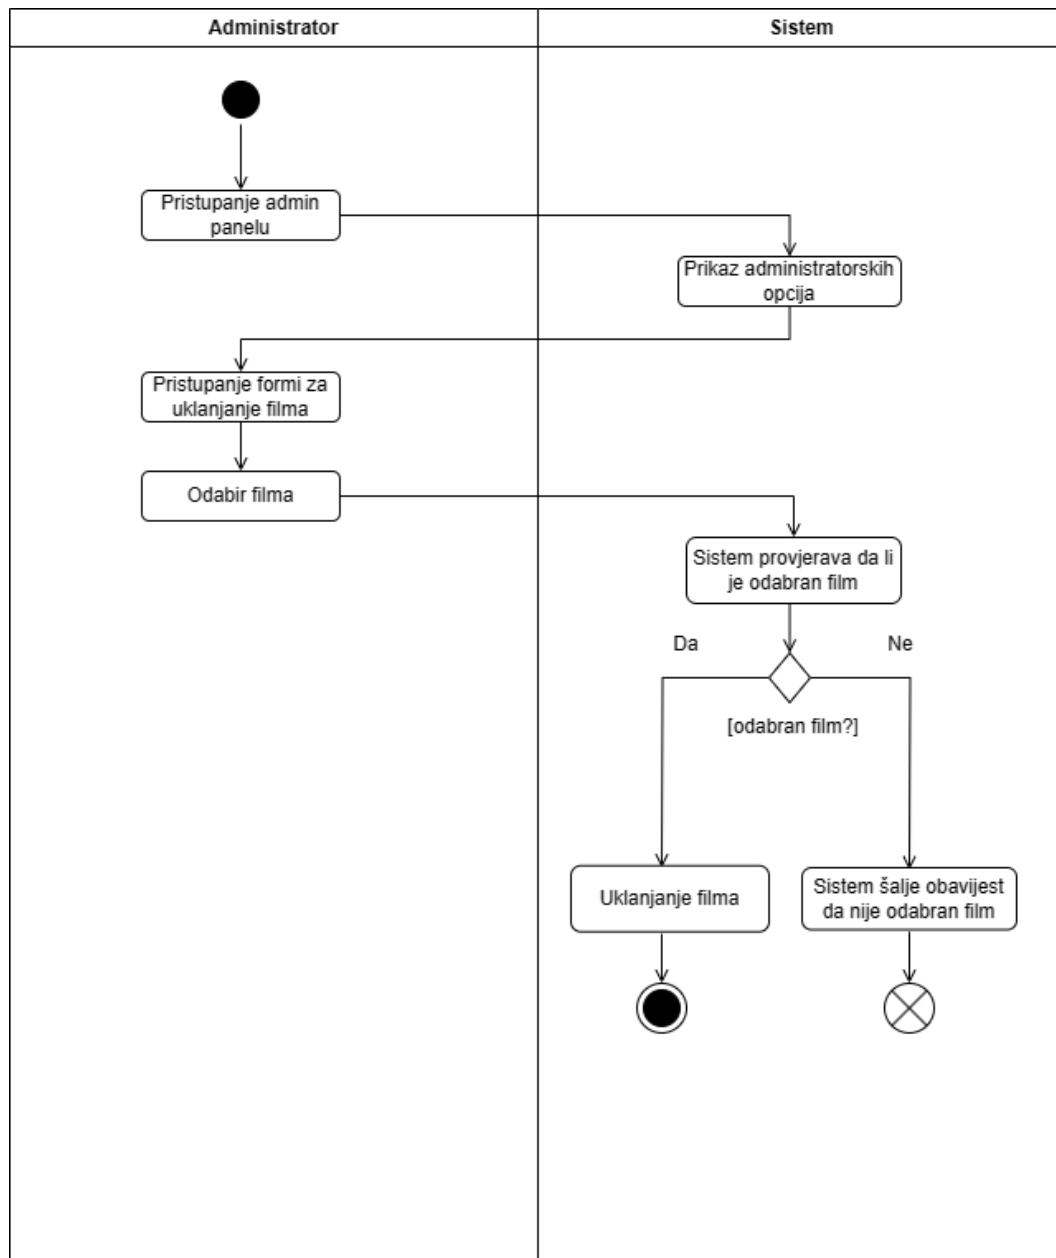 Administrator
Sistem
Pristupanje admin
panelu
Prikaz administratorskih
opcija
Pristupanje formi za
uklanjanje filma
Odabir filma
Sistem provjerava da li
je odabran film
Da
Ne
[odabran film?]
Uklanjanje filma
Sistem šalje obavijest
da nije odabran film